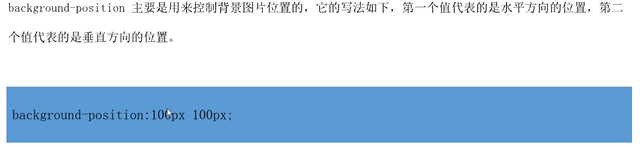 background-position 主要是用来控制背景图片位置的，它的写法如下，第一个值代表的是水平方向的位置，第二
个值代表的是垂直方向的位置。
background-position:100px 100px;